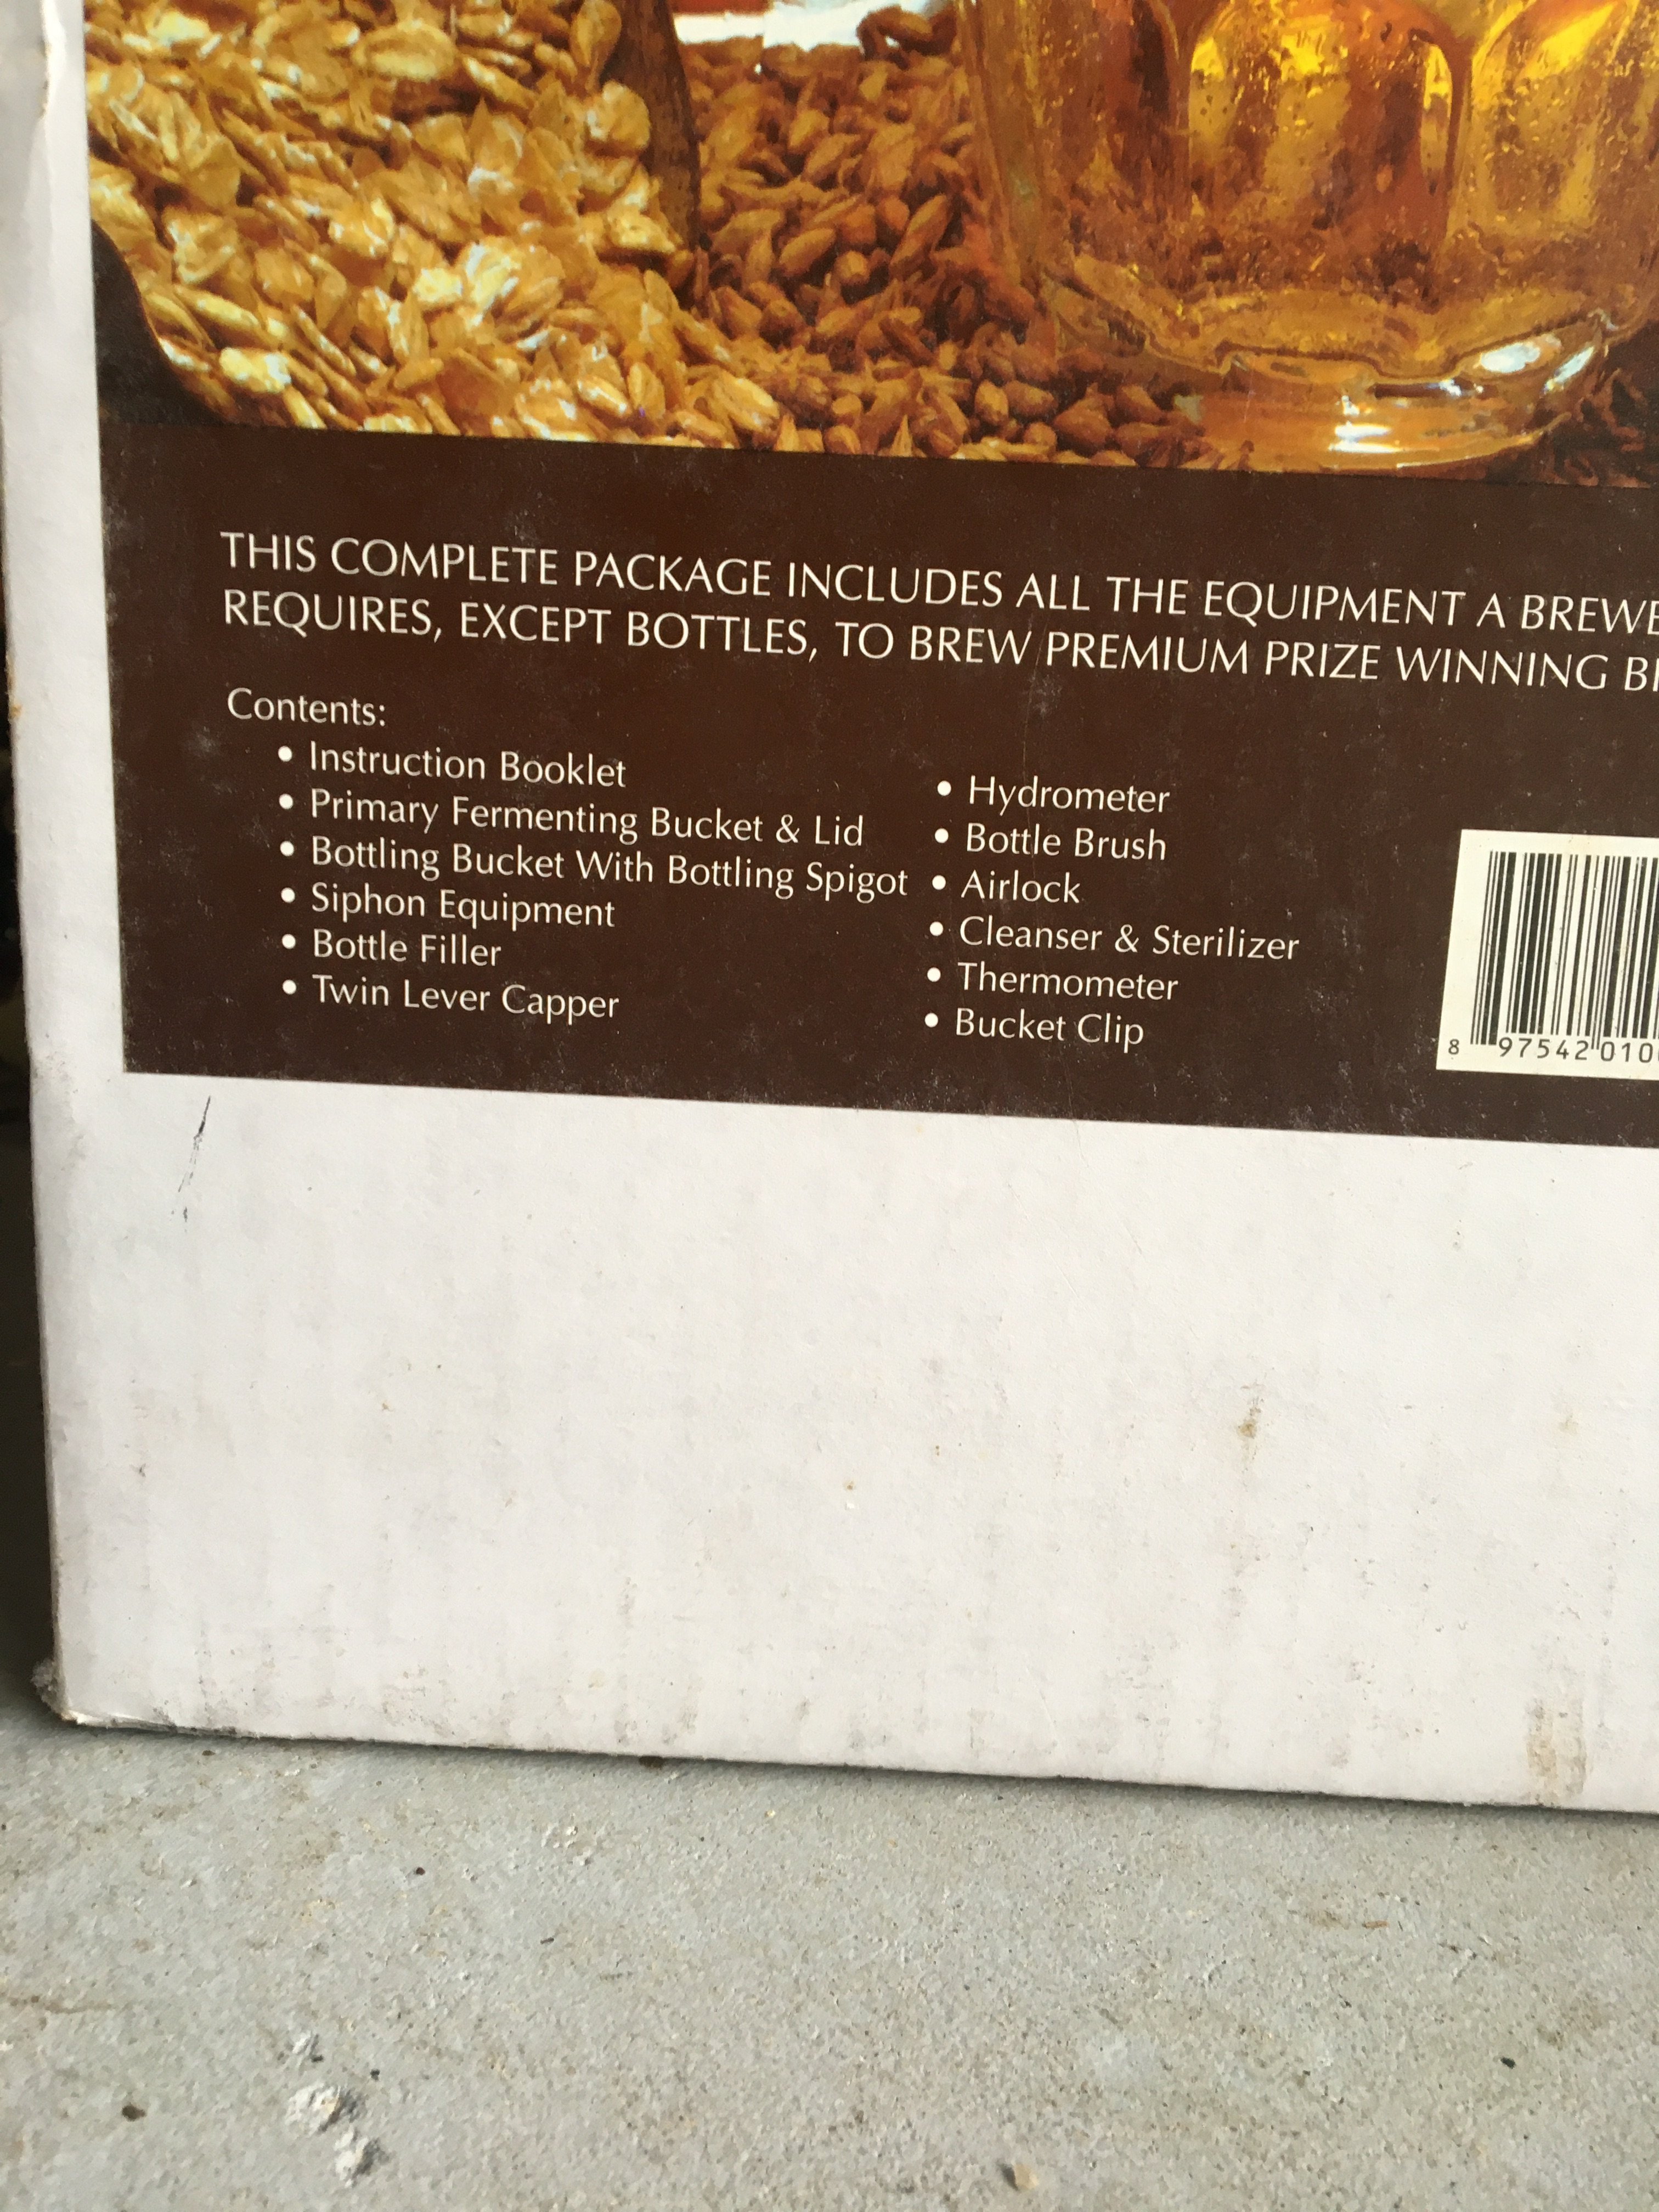 THIS COMPLETE PACKAGE INCLUDES ALL THE EQUIPMENT A
REQUIRES, EXCEPT BOTTLES, TO BREW PREMIUM PRIZE WINNING
Contents:
• Instruction Booklet
• Primary Fermenting Bucket & Lid
• Bottling Bucket With Bottling Spigot
• Siphon Equipment
• Bottle Filler
• Twin Lever Capper
• Hydrometer
• Bottle Brush
• Airlock
• Cleanser & Sterilizer
• Thermometer
• Bucket Clip
8 97542 010